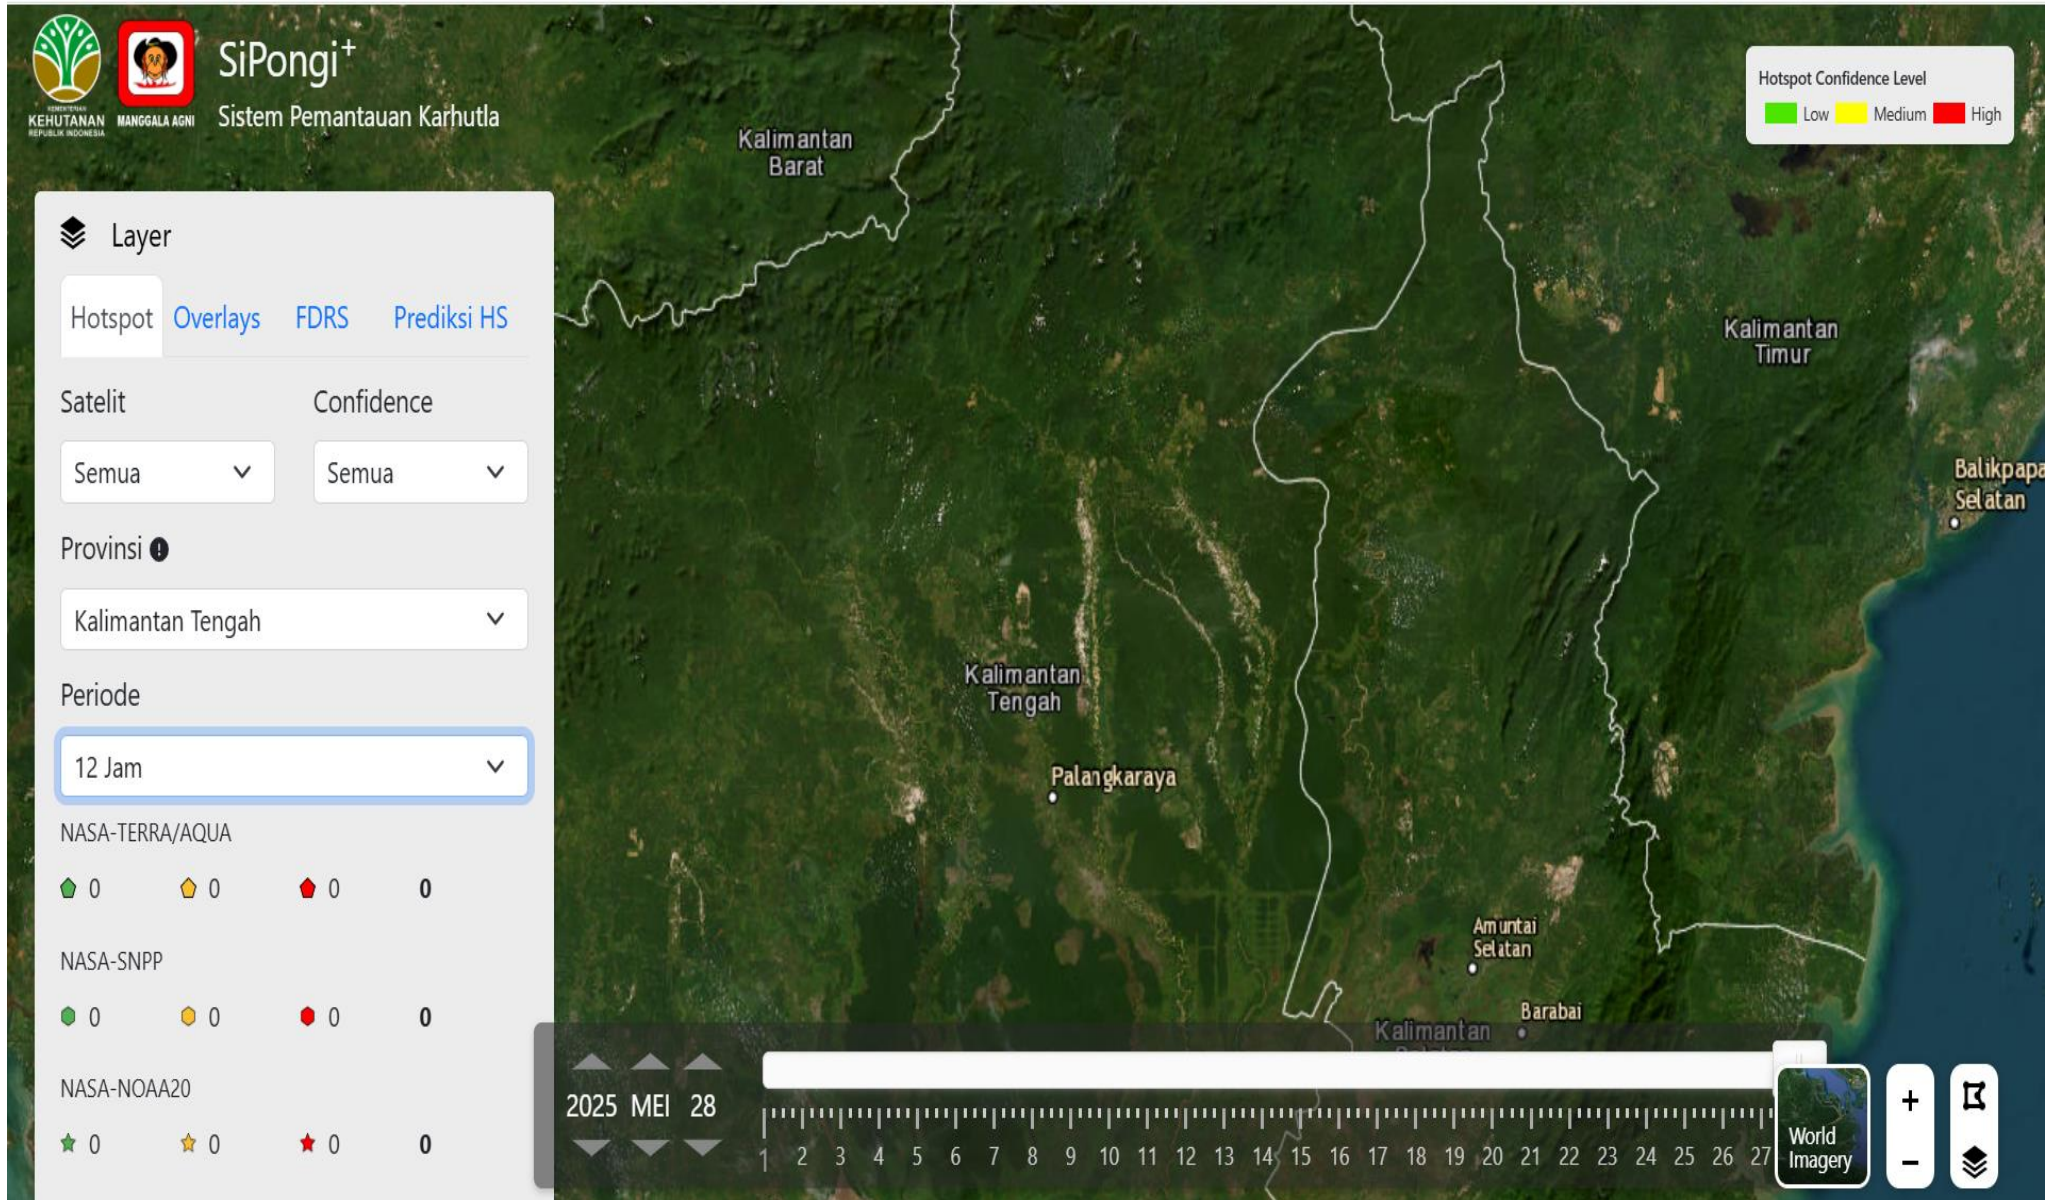 KEMENTERIAN
KEHUTANAN
REPUBLIK INDONESIA
MANGGALA AGNI
SiPongi+
Sistem Pemantauan Karhutla
Hotspot Confidence Level
Low Medium High
Layer
Hotspot Overlays FDRS Prediksi HS
Satelit Confidence
Semua Semua
Provinsi
Kalimantan Tengah
Periode
12 Jam
NASA-TERRA/AQUA
0 0 0 0
NASA-SNPP
0 0 0 0
NASA-NOAA20
0 0 0 0
Kalimantan
Barat
Kalimantan
Timur
Balikpapa
Selatan
Kalimantan
Tengah
Palangkaraya
Amuntai
Selatan
Barabai
Kalimantan
2025 MEI 28
1 2 3 4 5 6 7 8 9 10 11 12 13 14 15 16 17 18 19 20 21 22 23 24 25 26 27
World
Imagery
+
−